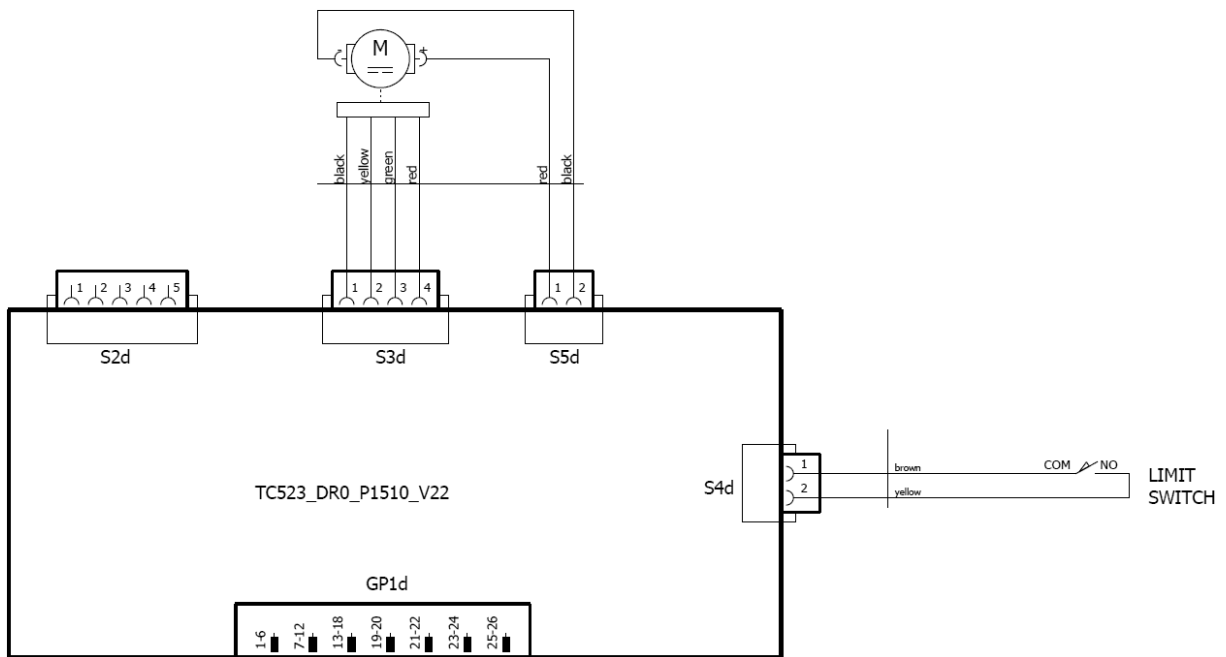 M
- +
black yellow green red red black
1 2 3 4 5
1 2 3 4
1 2
S2d
S3d
S5d
TC523_DR0_P1510_V22
S4d
1
2
brown
yellow
COM NO
LIMIT
SWITCH
GP1d
1-6 7-12 13-18 19-20 21-22 23-24 25-26